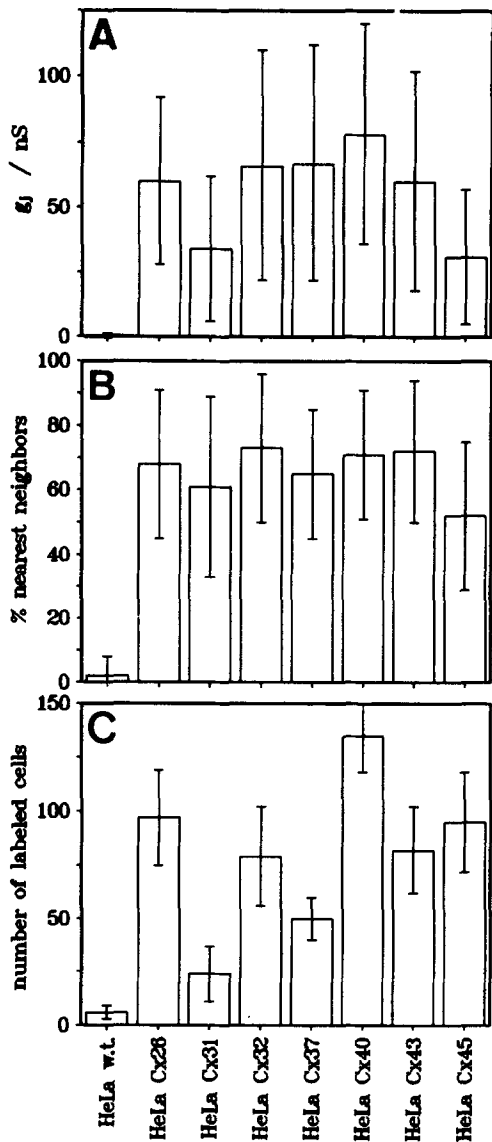 A
100
50
0
gj / nS
B
100
80
60
40
20
0
% nearest neighbors
C
150
100
50
0
number of labeled cells
HeLa w.t.
HeLa Cx26
HeLa Cx31
HeLa Cx32
HeLa Cx37
HeLa Cx40
HeLa Cx43
HeLa Cx45